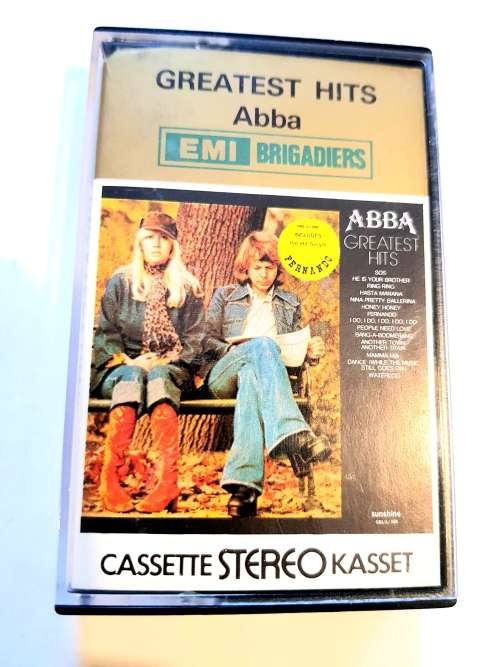 GREATEST HITS
Abba
EMI BRIGADIERS
INCLUDES
FERNANDO
ABBA
GREATEST
HITS
SOS
HE IS YOUR BROTHER
RING RING
HASTA MANANA
NINA PRETTY BALLERINA
HONEY HONEY
FERNANDO
I DO, I DO, I DO, I DO, I DO
PEOPLE NEED LOVE
BANG-A-BOOMERANG
ANOTHER TOWN
ANOTHER TRAIN
MAMMA MIA
DANCE (WHILE THE MUSIC
STILL GOES ON)
WATERLOO
sunshine
CASSETTE STEREO KASSET